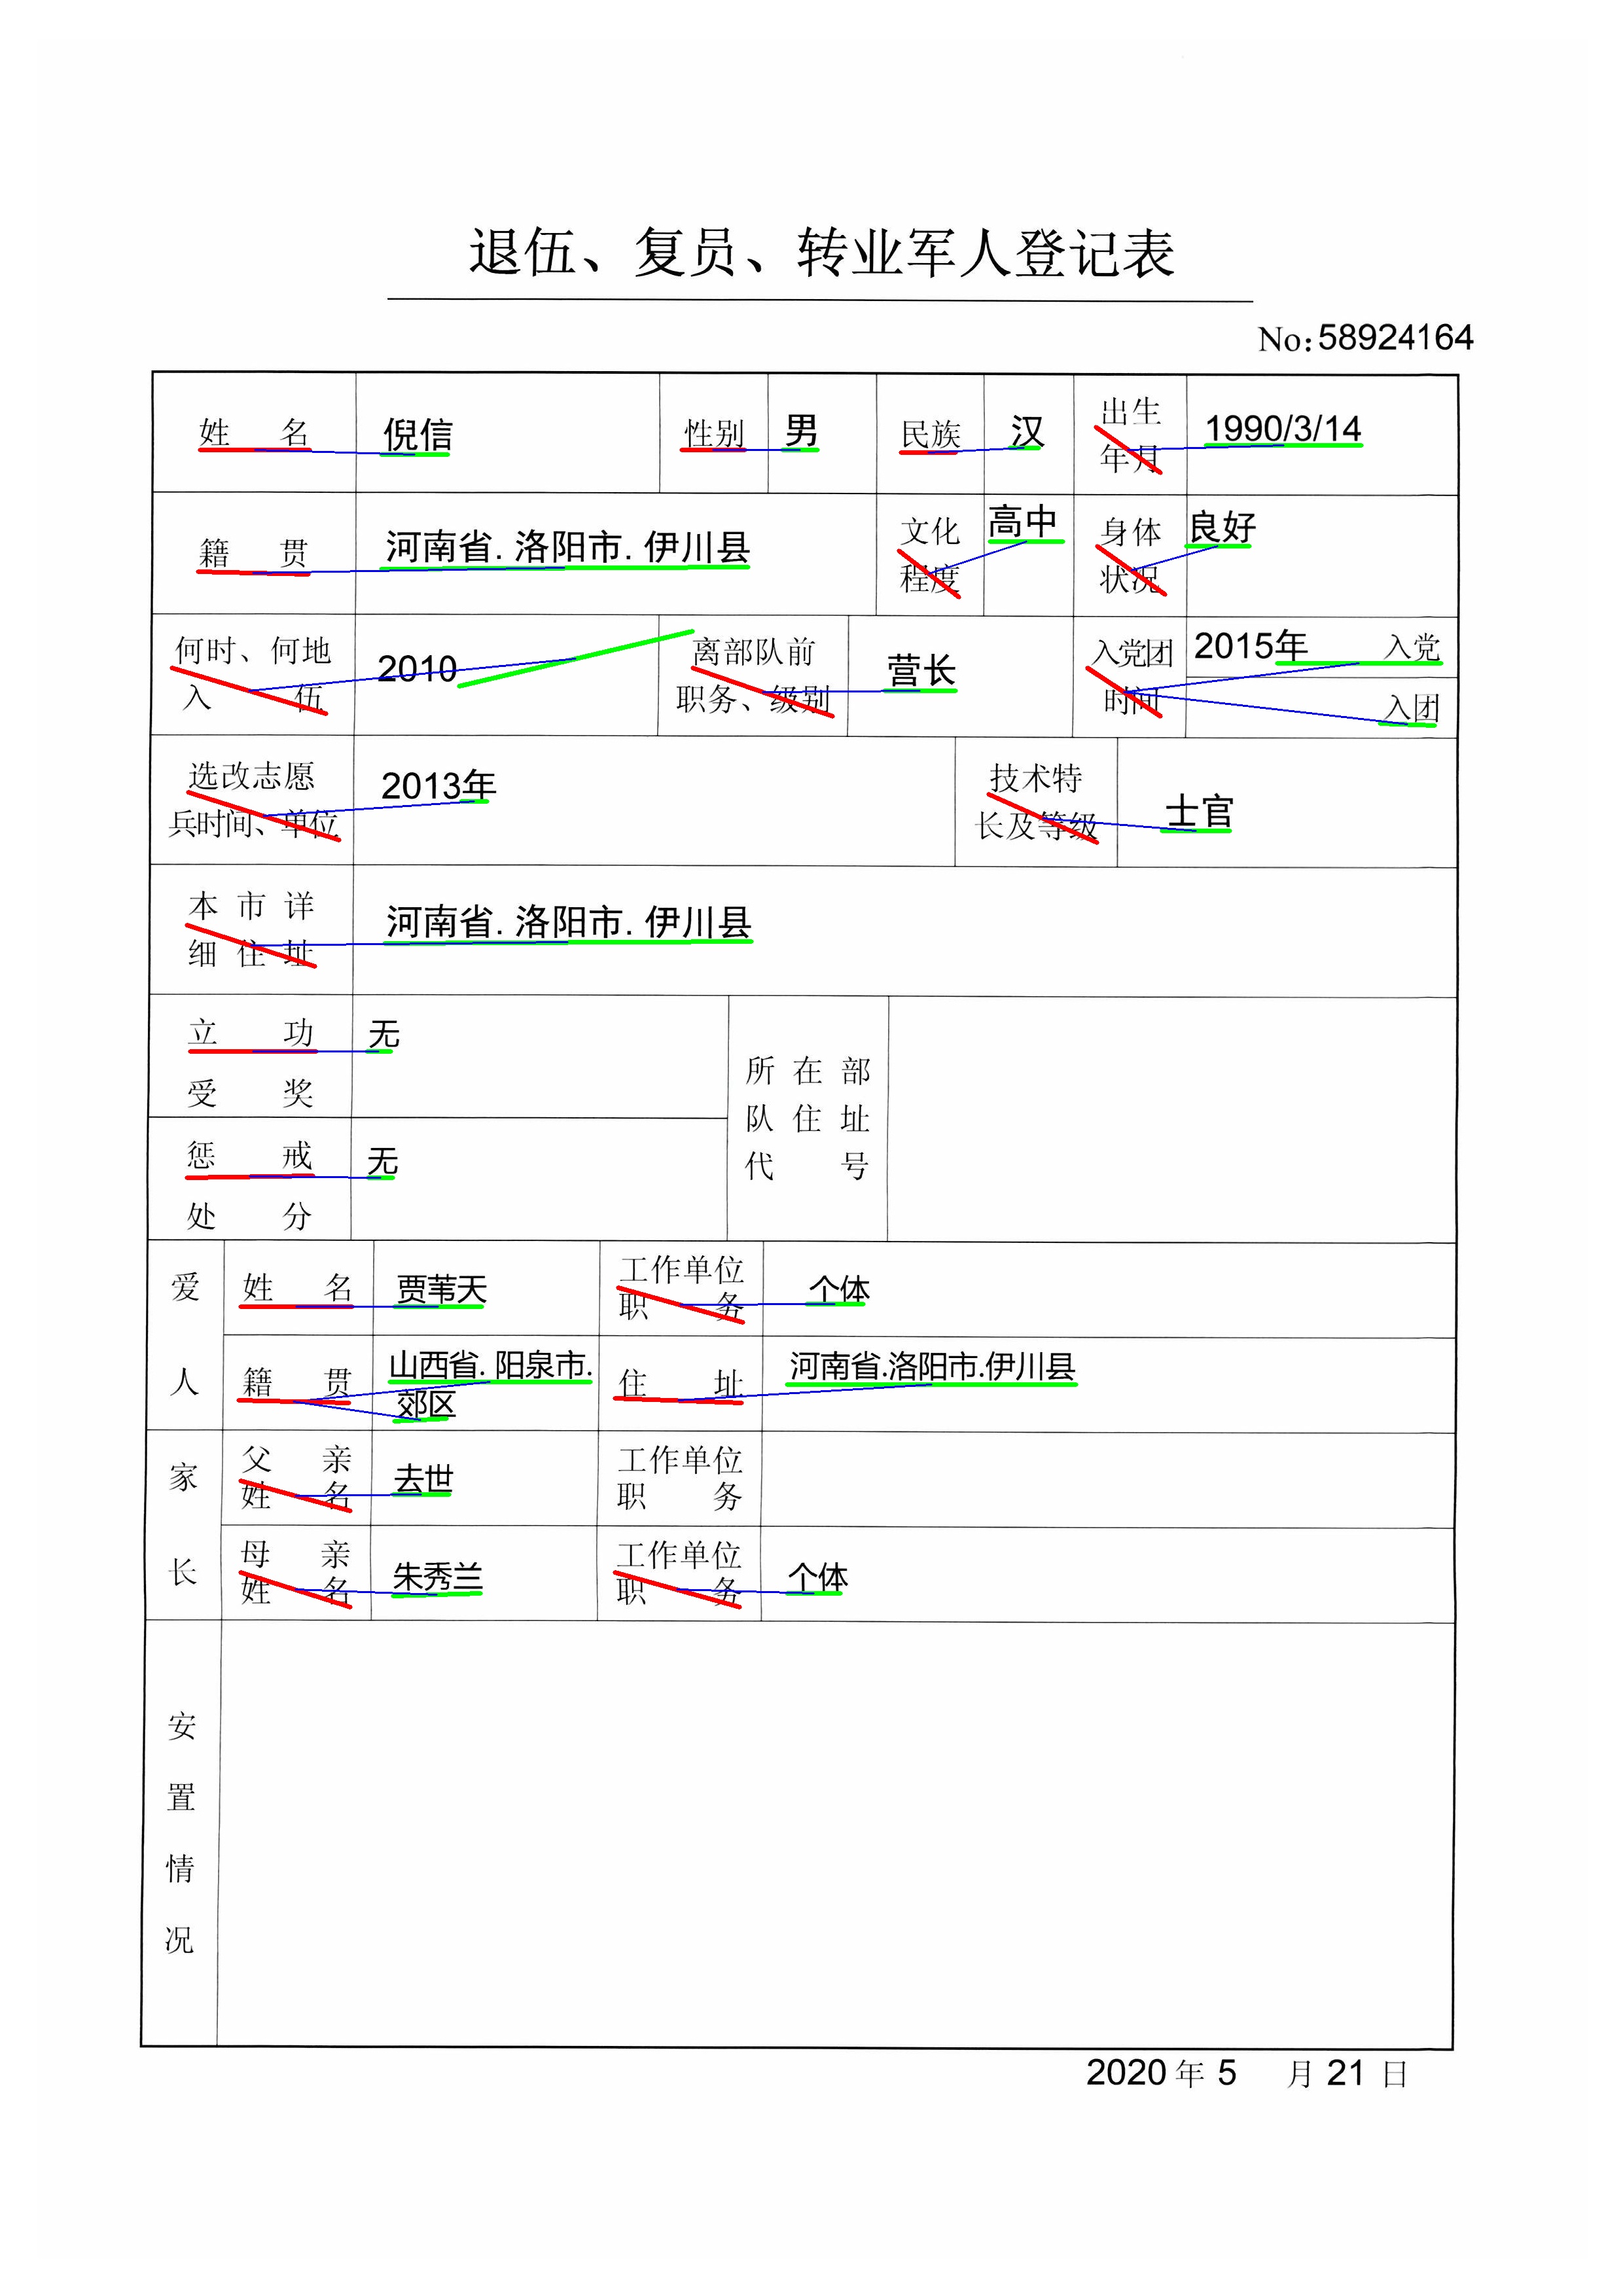 退伍、复员、转业军人登记表
No:58924164
姓 名 倪信 性别 男 民族 汉 出生年月 1990/3/14
籍 贯 河南省. 洛阳市. 伊川县 文化程度 高中 身体状况 良好
何时、何地入 伍 2010 离部队前职务、级别 营长 入党团时间 2015年 入党
入团
选改志愿兵时间、单位 2013年 技术特长及等级 士官
本市详细住址 河南省. 洛阳市. 伊川县
立 功受 奖 无 所在部队住址代 号
惩 戒处 分 无
爱人 姓 名 贾苇天 工作单位职 务 个体
籍 贯 山西省. 阳泉市.郊区 住 址 河南省.洛阳市.伊川县
家长 父 亲姓 名 去世 工作单位职 务
母 亲姓 名 朱秀兰 工作单位职 务 个体
安置情况
2020 年 5 月 21 日